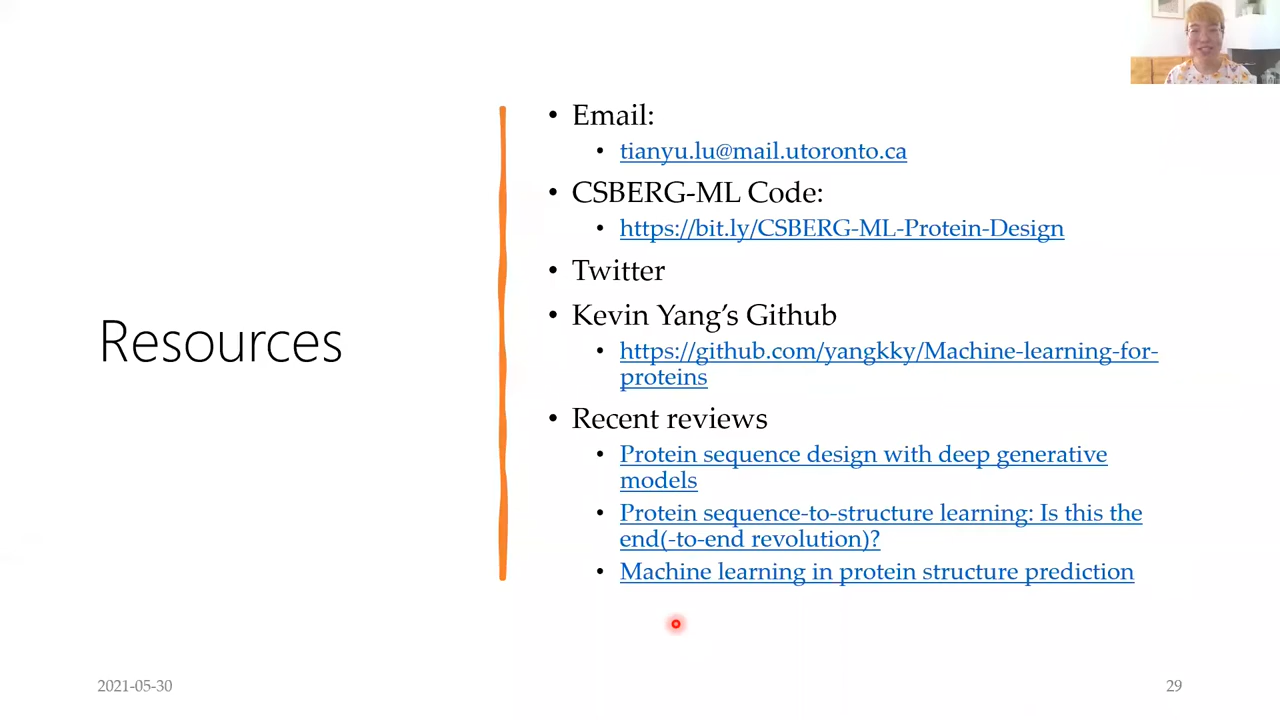 Resources
• Email:
• tianyu.lu@mail.utoronto.ca
• CSBERG-ML Code:
• https://bit.ly/CSBERG-ML-Protein-Design
• Twitter
• Kevin Yang’s Github
• https://github.com/yangkky/Machine-learning-for-
proteins
• Recent reviews
• Protein sequence design with deep generative
models
• Protein sequence-to-structure learning: Is this the
end(-to-end revolution)?
• Machine learning in protein structure prediction
2021-05-30
29